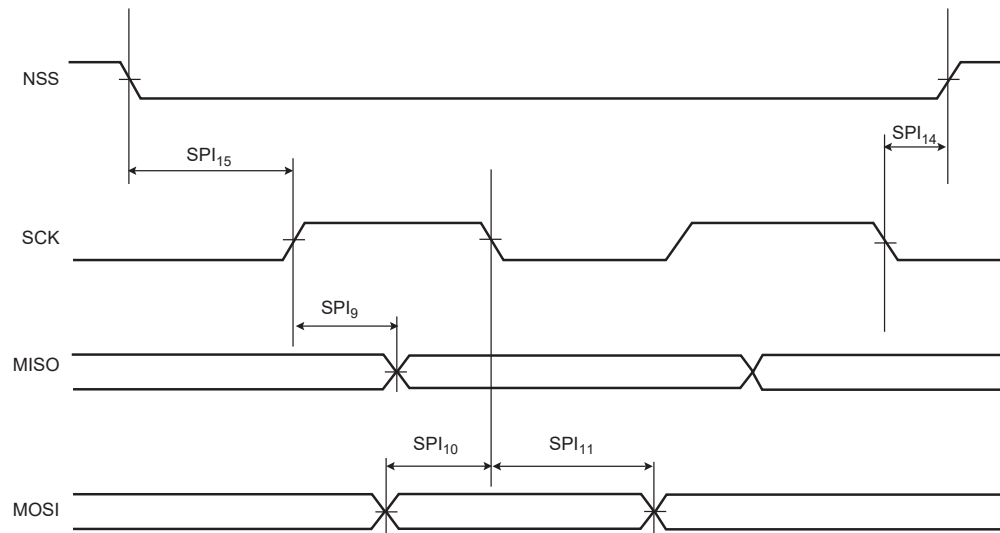 NSS
SPI₁₄
SPI₁₅
SCK
SPI₉
MISO
SPI₁₀ SPI₁₁
MOSI